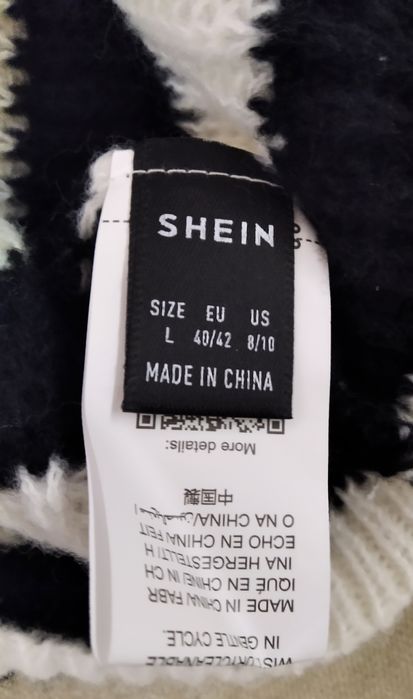 SHEIN
SIZE EU US
L 40/42 8/10
MADE IN CHINA
More details:
中国製
O NA CHINA/
ECHO EN CHINA/FEIT
INA/HERGESTELLT I
IQUÉ EN CHINE/IN CH
MADE IN CHINA/ FABR
IN GENTLE CYCLE.